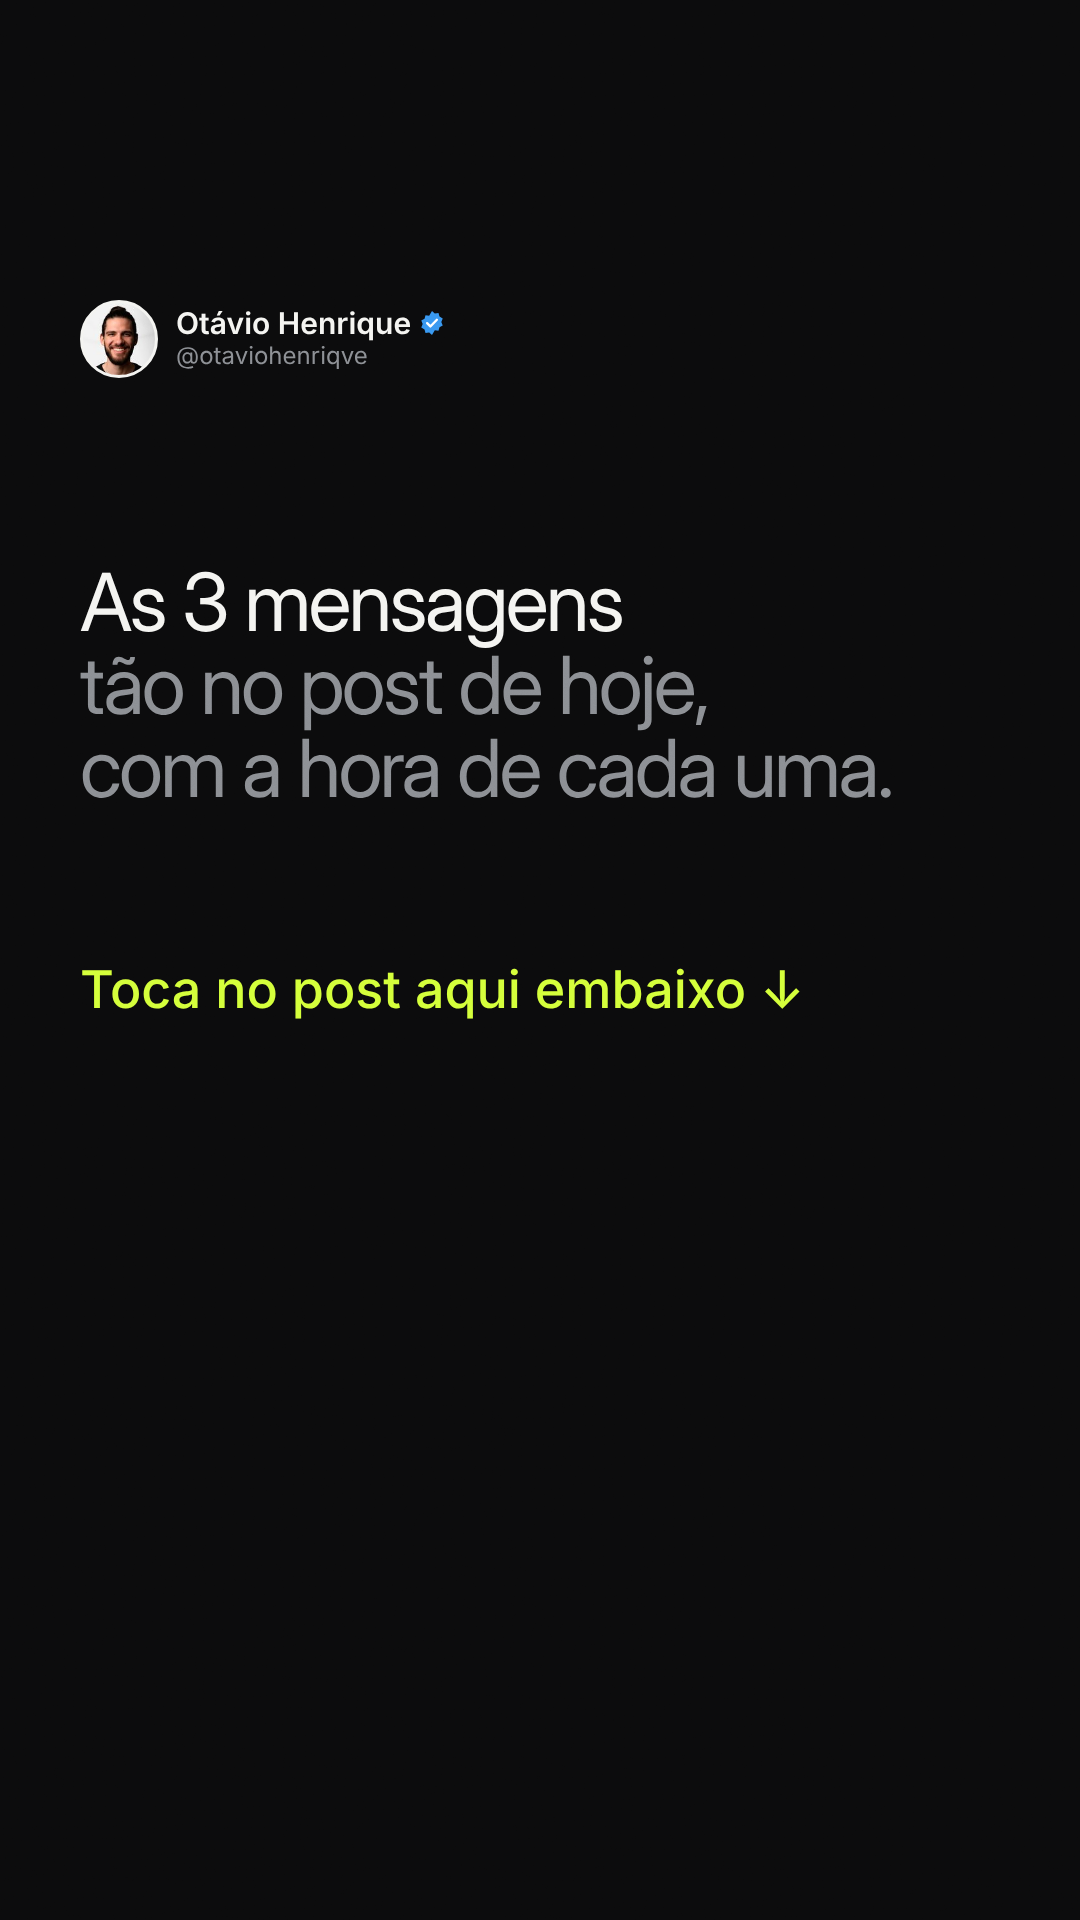 Otávio Henrique
@otaviohenriqve
As 3 mensagens
tão no post de hoje,
com a hora de cada uma.
Toca no post aqui embaixo ↓